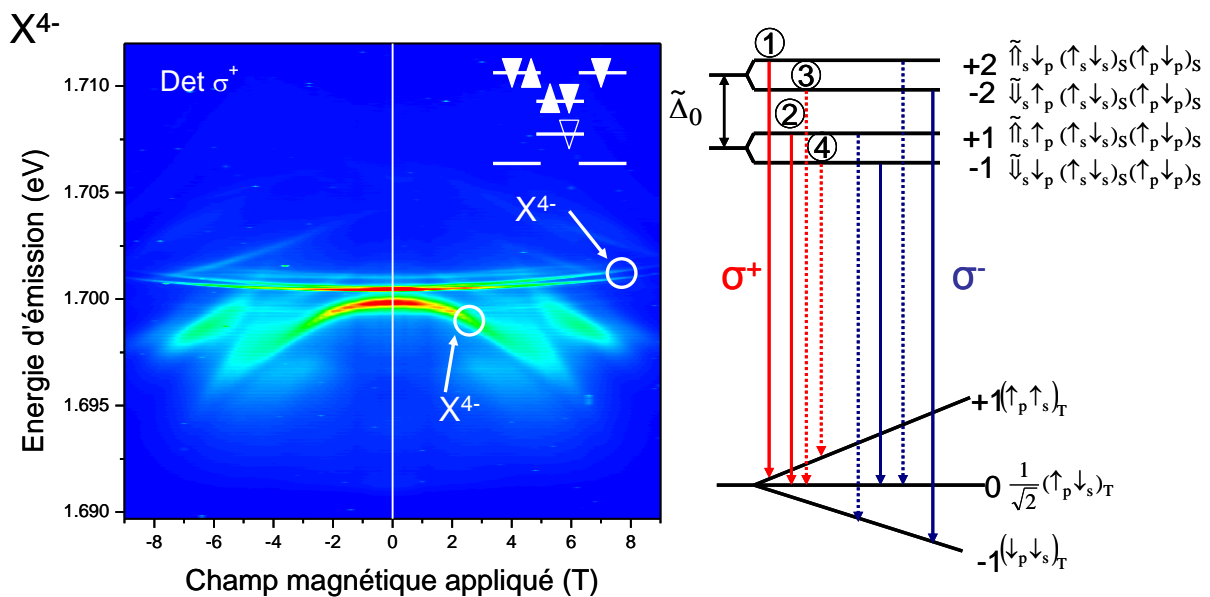 X⁴⁻
Det σ⁺
X⁴⁻
X⁴⁻
1.710
1.705
1.700
1.695
1.690
Energie d'émission (eV)
-8 -6 -4 -2 0 2 4 6 8
Champ magnétique appliqué (T)
①
③
②
④
Δ̃₀
+2 ⇑̃ₛ↓ₚ (↑ₛ↓ₛ)S(↑ₚ↓ₚ)S
-2 ⇓̃ₛ↑ₚ (↑ₛ↓ₛ)S(↑ₚ↓ₚ)S
+1 ⇑̃ₛ↑ₚ (↑ₛ↓ₛ)S(↑ₚ↓ₚ)S
-1 ⇓̃ₛ↓ₚ (↑ₛ↓ₛ)S(↑ₚ↓ₚ)S
σ⁺
σ⁻
+1(↑ₚ↑ₛ)T
0 1/√2 (↑ₚ↓ₛ)T
-1(↓ₚ↓ₛ)T